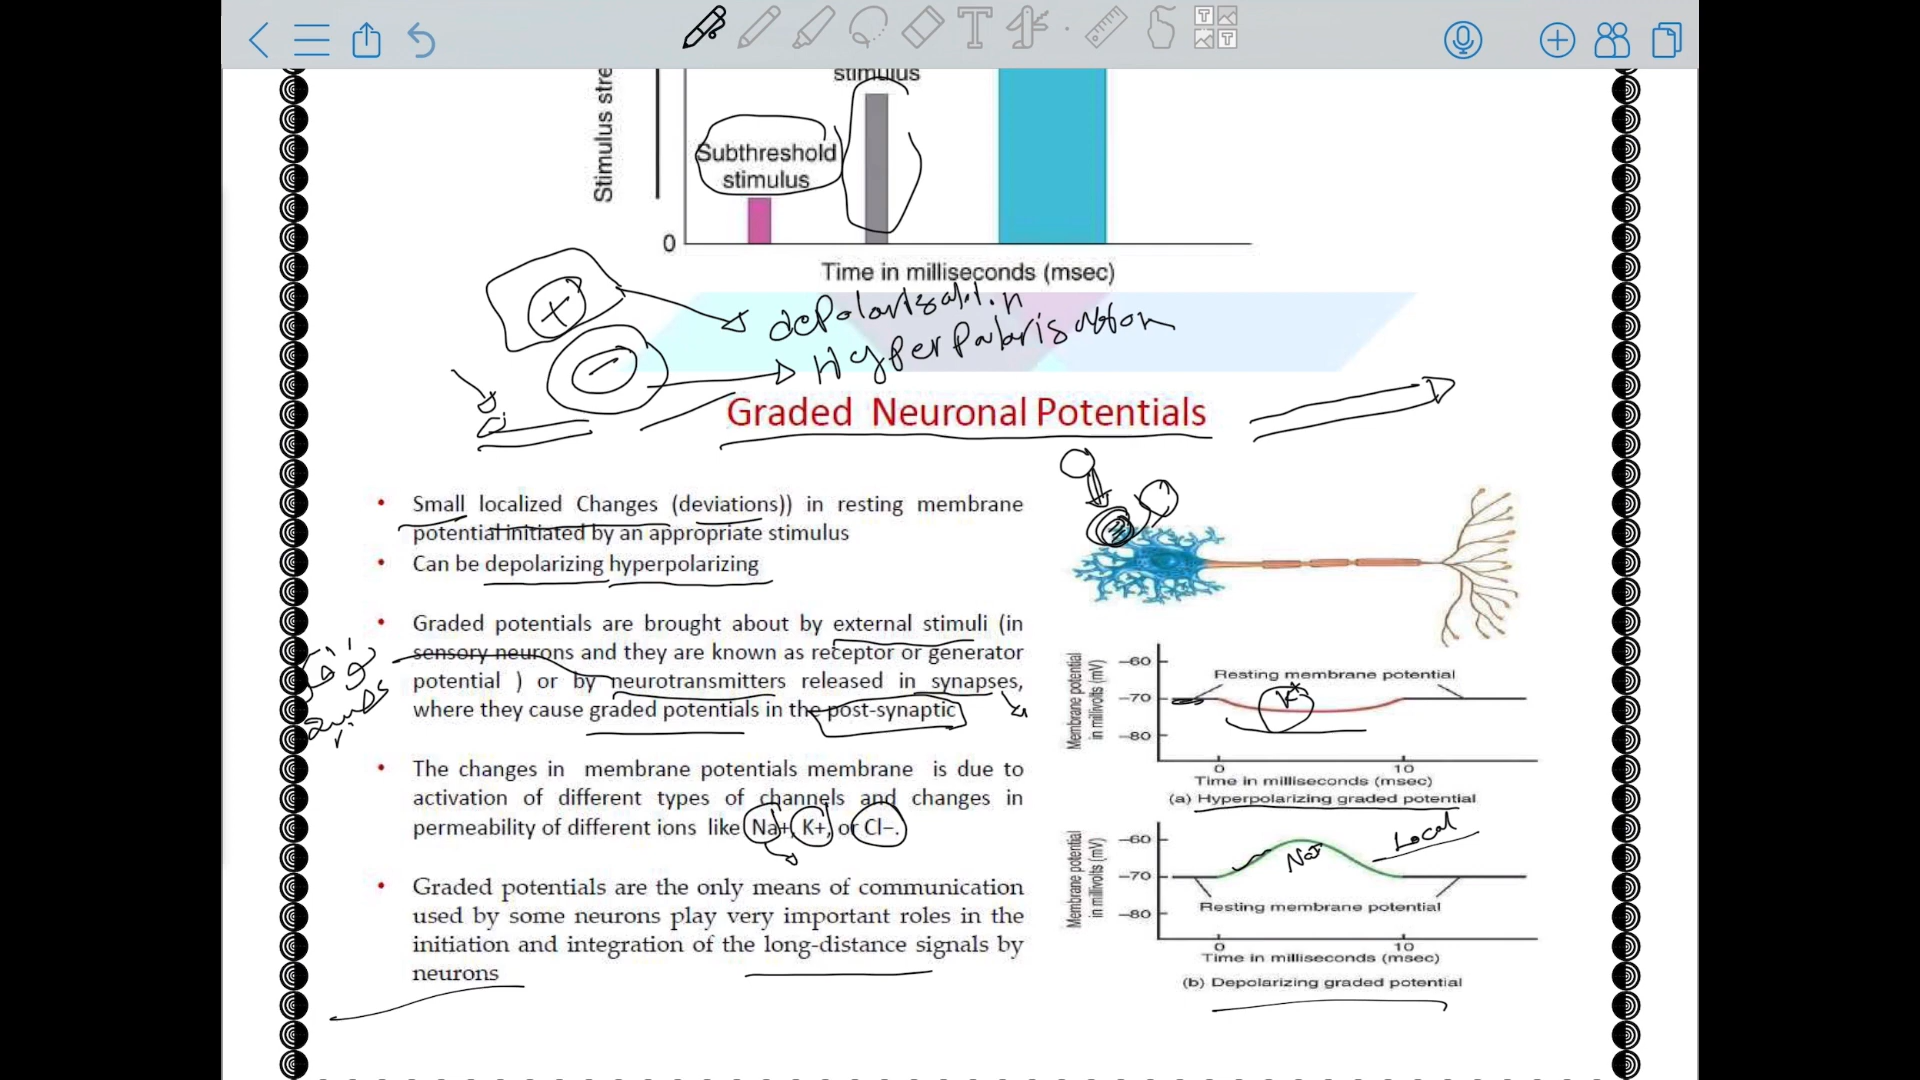 stimulus
Stimulus stre
Subthreshold
stimulus
0
Time in milliseconds (msec)
+
depolarisation
Hyperpolarisation
Graded Neuronal Potentials
• Small localized Changes (deviations)) in resting membrane
potential initiated by an appropriate stimulus
• Can be depolarizing hyperpolarizing
• Graded potentials are brought about by external stimuli (in
sensory neurons and they are known as receptor or generator
potential ) or by neurotransmitters released in synapses,
where they cause graded potentials in the post-synaptic
• The changes in membrane potentials membrane is due to
activation of different types of channels and changes in
permeability of different ions like Na+, K+, or Cl−.
• Graded potentials are the only means of communication
used by some neurons play very important roles in the
initiation and integration of the long-distance signals by
neurons
Membrane potential
in millivolts (mV)
−60
−70
−80
Resting membrane potential
K+
0 10
Time in milliseconds (msec)
(a) Hyperpolarizing graded potential
Membrane potential
in millivolts (mV)
−60
−70
−80
Local
Na+
Resting membrane potential
0 10
Time in milliseconds (msec)
(b) Depolarizing graded potential